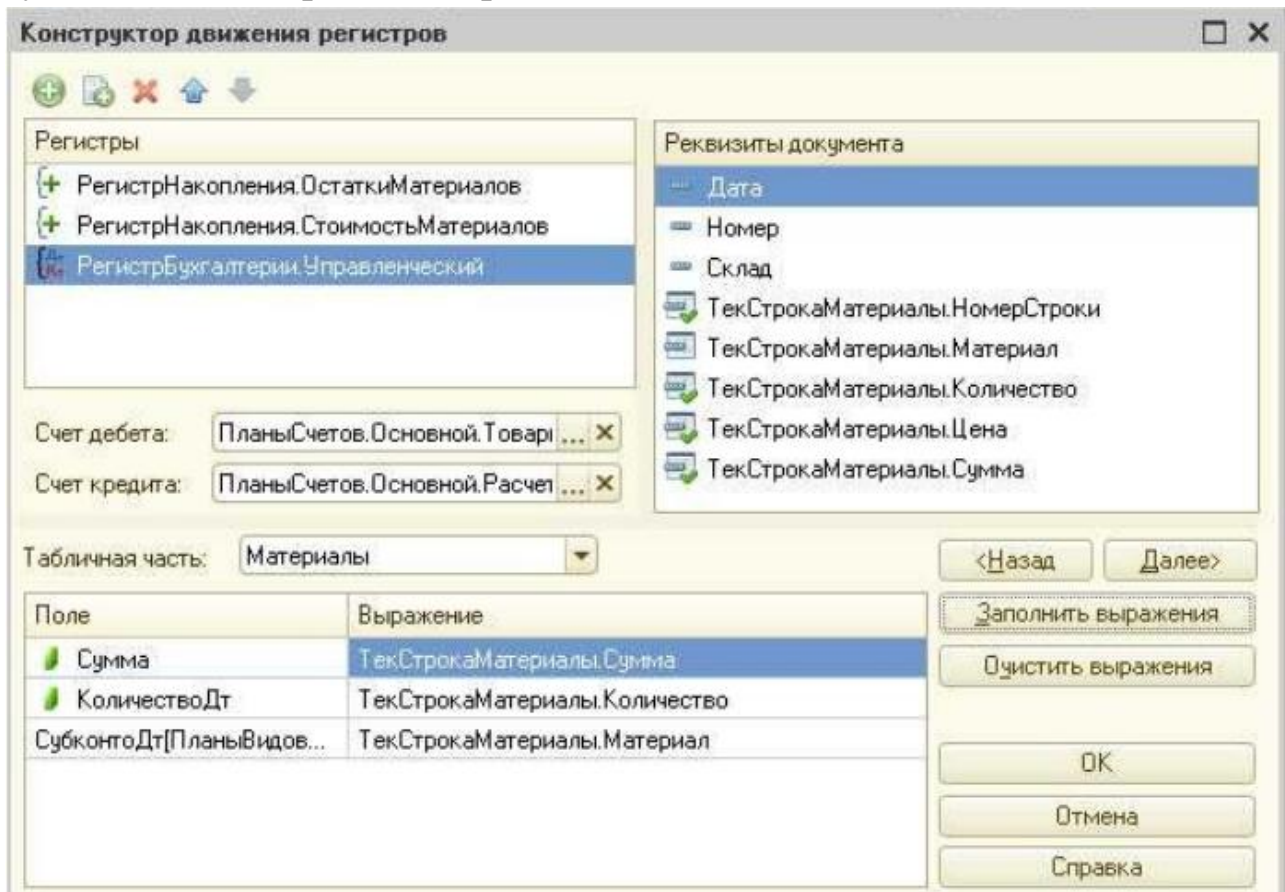 Конструктор движения регистров
Регистры
РегистрНакопления.ОстаткиМатериалов
РегистрНакопления.СтоимостьМатериалов
РегистрБухгалтерии.Управленческий
Реквизиты документа
Дата
Номер
Склад
ТекСтрокаМатериалы.НомерСтроки
ТекСтрокаМатериалы.Материал
ТекСтрокаМатериалы.Количество
ТекСтрокаМатериалы.Цена
ТекСтрокаМатериалы.Сумма
Счет дебета: ПланыСчетов.Основной.Товары ...
Счет кредита: ПланыСчетов.Основной.Расчет ...
Табличная часть: Материалы
<Назад Далее>
Поле Выражение
Сумма ТекСтрокаМатериалы.Сумма
КоличествоДт ТекСтрокаМатериалы.Количество
СубконтоДт[ПланыВидов... ТекСтрокаМатериалы.Материал
Заполнить выражения
Очистить выражения
ОК
Отмена
Справка